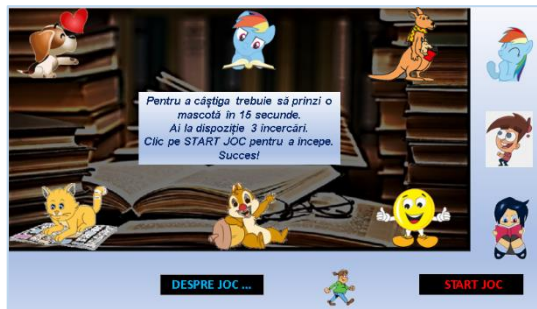 Pentru a câștiga trebuie să prinzi o
mascotă în 15 secunde.
Ai la dispoziție 3 încercări.
Clic pe START JOC pentru a începe.
Succes!
DESPRE JOC ...
START JOC